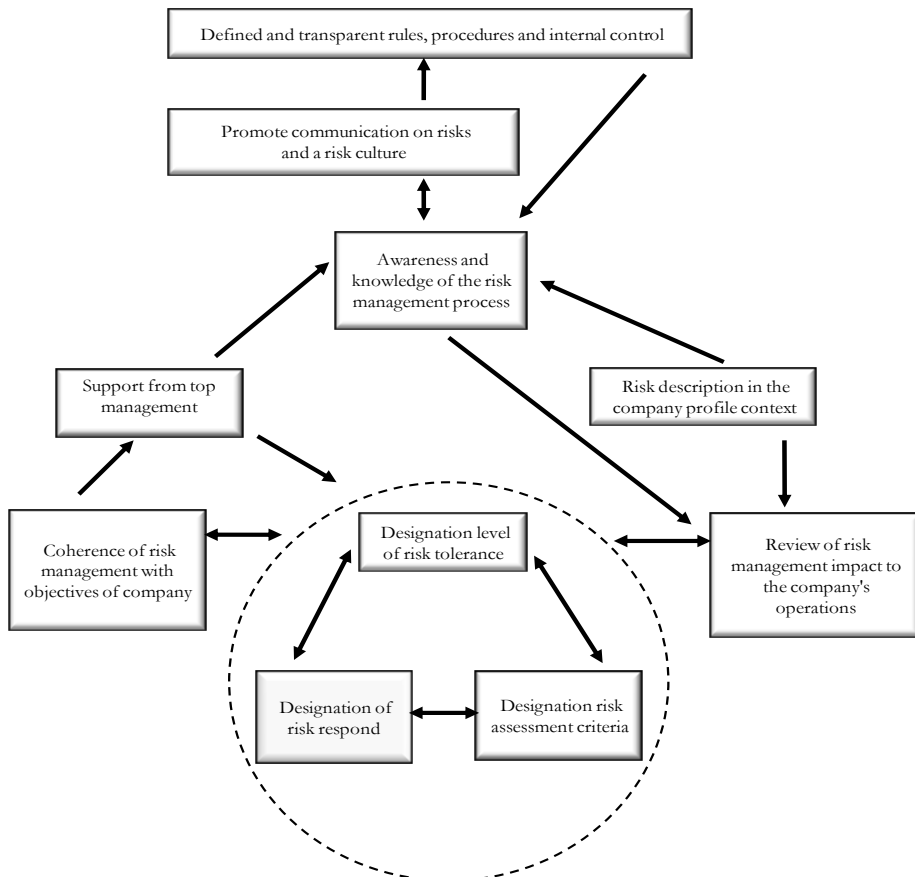 Defined and transparent rules, procedures and internal control
Promote communication on risks
and a risk culture
Awareness and
knowledge of the risk
management process
Support from top
management
Risk description in the
company profile context
Coherence of risk
management with
objectives of company
Designation level
of risk tolerance
Review of risk
management impact to
the company's
operations
Designation of
risk respond
Designation risk
assessment criteria